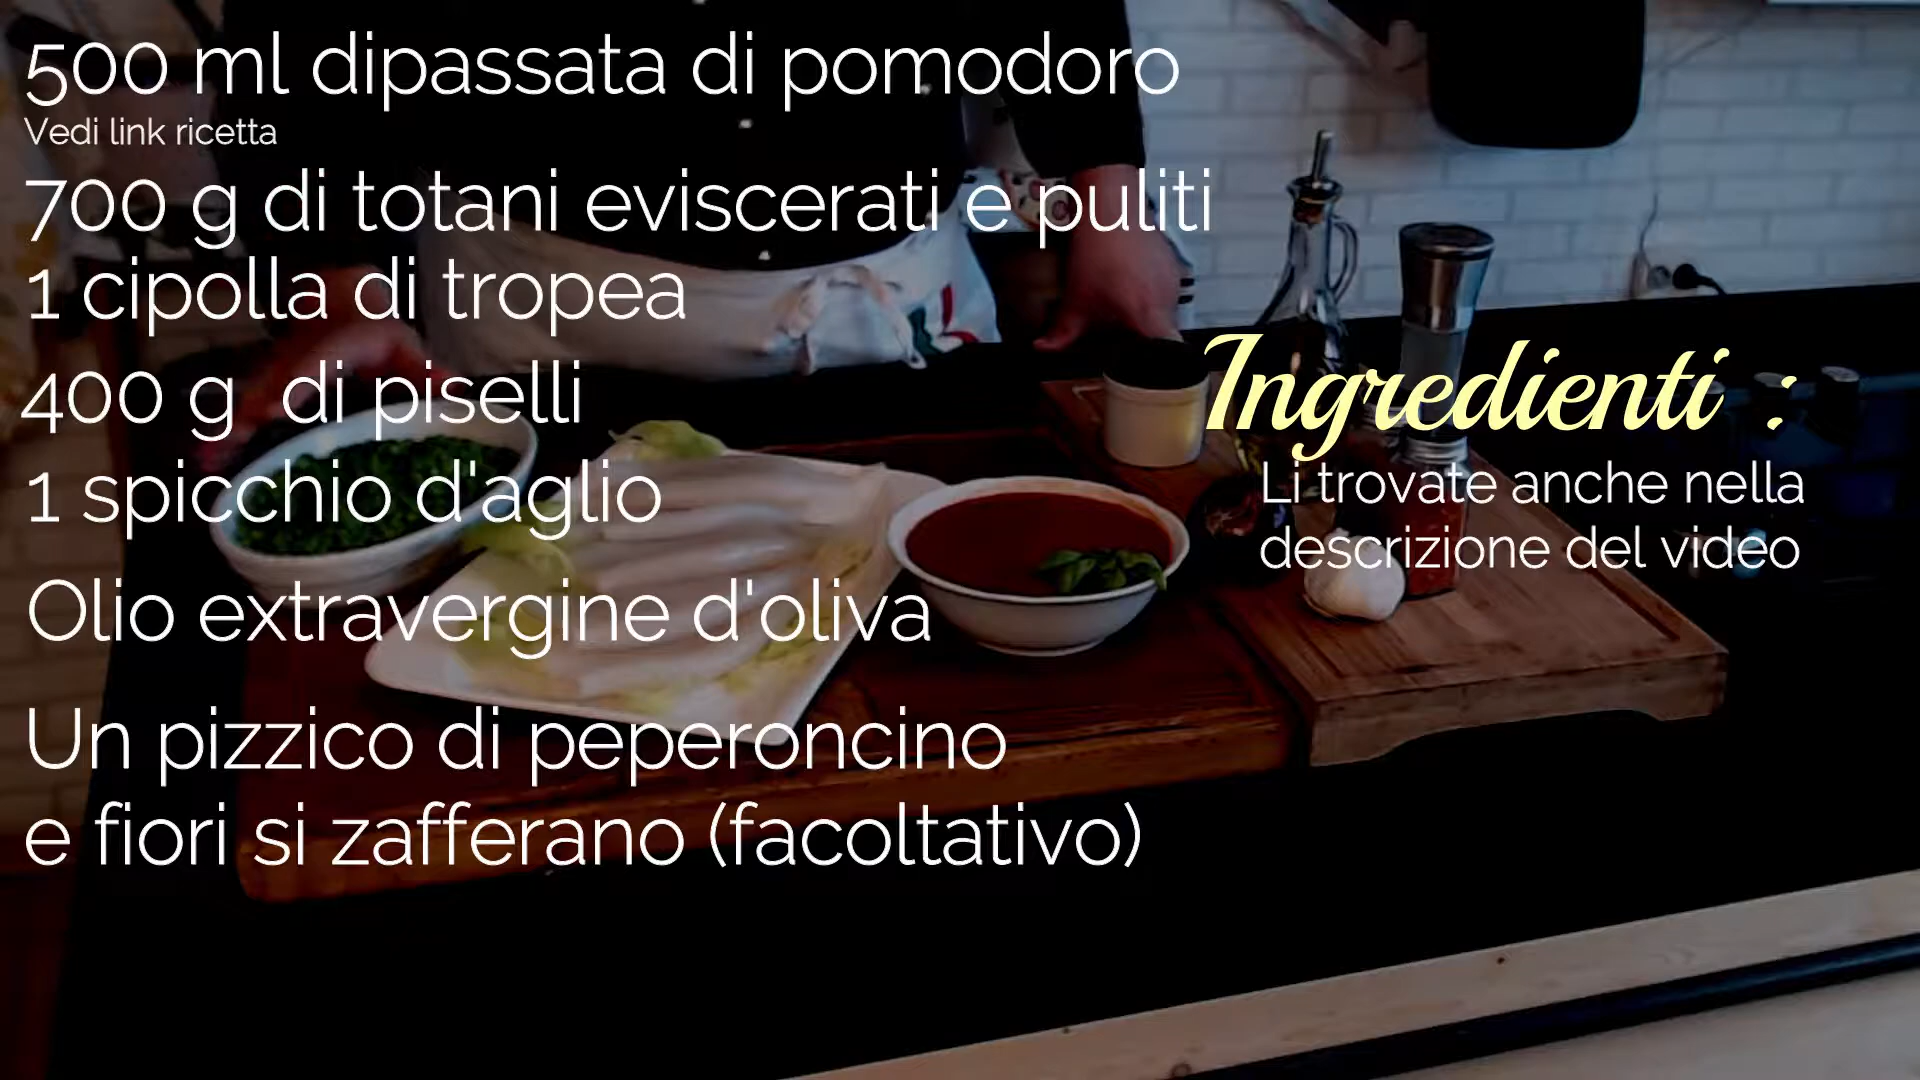 500 ml dipassata di pomodoro
Vedi link ricetta
700 g di totani eviscerati e puliti
1 cipolla di tropea
400 g di piselli
1 spicchio d'aglio
Olio extravergine d'oliva
Un pizzico di peperoncino
e fiori si zafferano (facoltativo)
Ingredienti :
Li trovate anche nella
descrizione del video